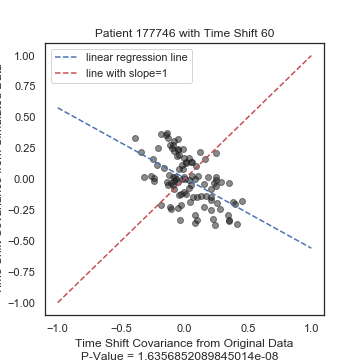 Patient 177746 with Time Shift 60
linear regression line
line with slope=1
1.00
0.75
0.50
0.25
0.00
−0.25
−0.50
−0.75
−1.00
−1.0
−0.5
0.0
0.5
1.0
Time Shift Covariance from Original Data
P-Value = 1.6356852089845014e-08